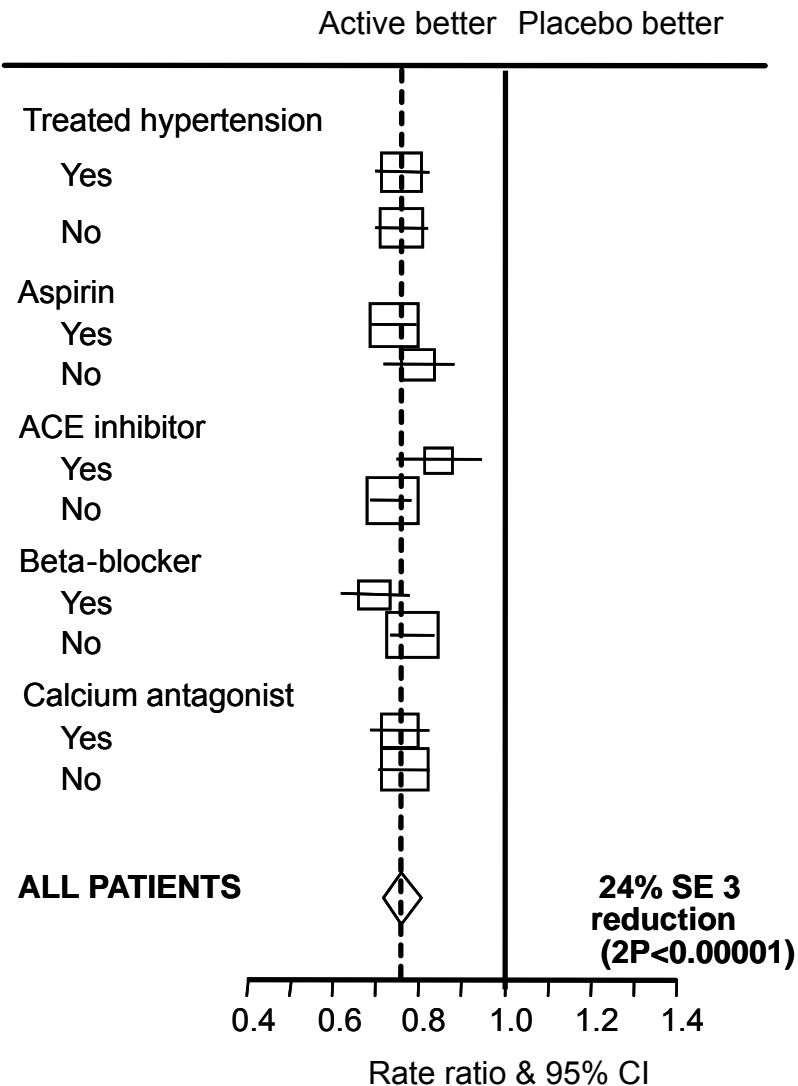 Active better Placebo better
Treated hypertension
Yes
No
Aspirin
Yes
No
ACE inhibitor
Yes
No
Beta-blocker
Yes
No
Calcium antagonist
Yes
No
ALL PATIENTS
24% SE 3
reduction
(2P<0.00001)
0.4 0.6 0.8 1.0 1.2 1.4
Rate ratio & 95% CI